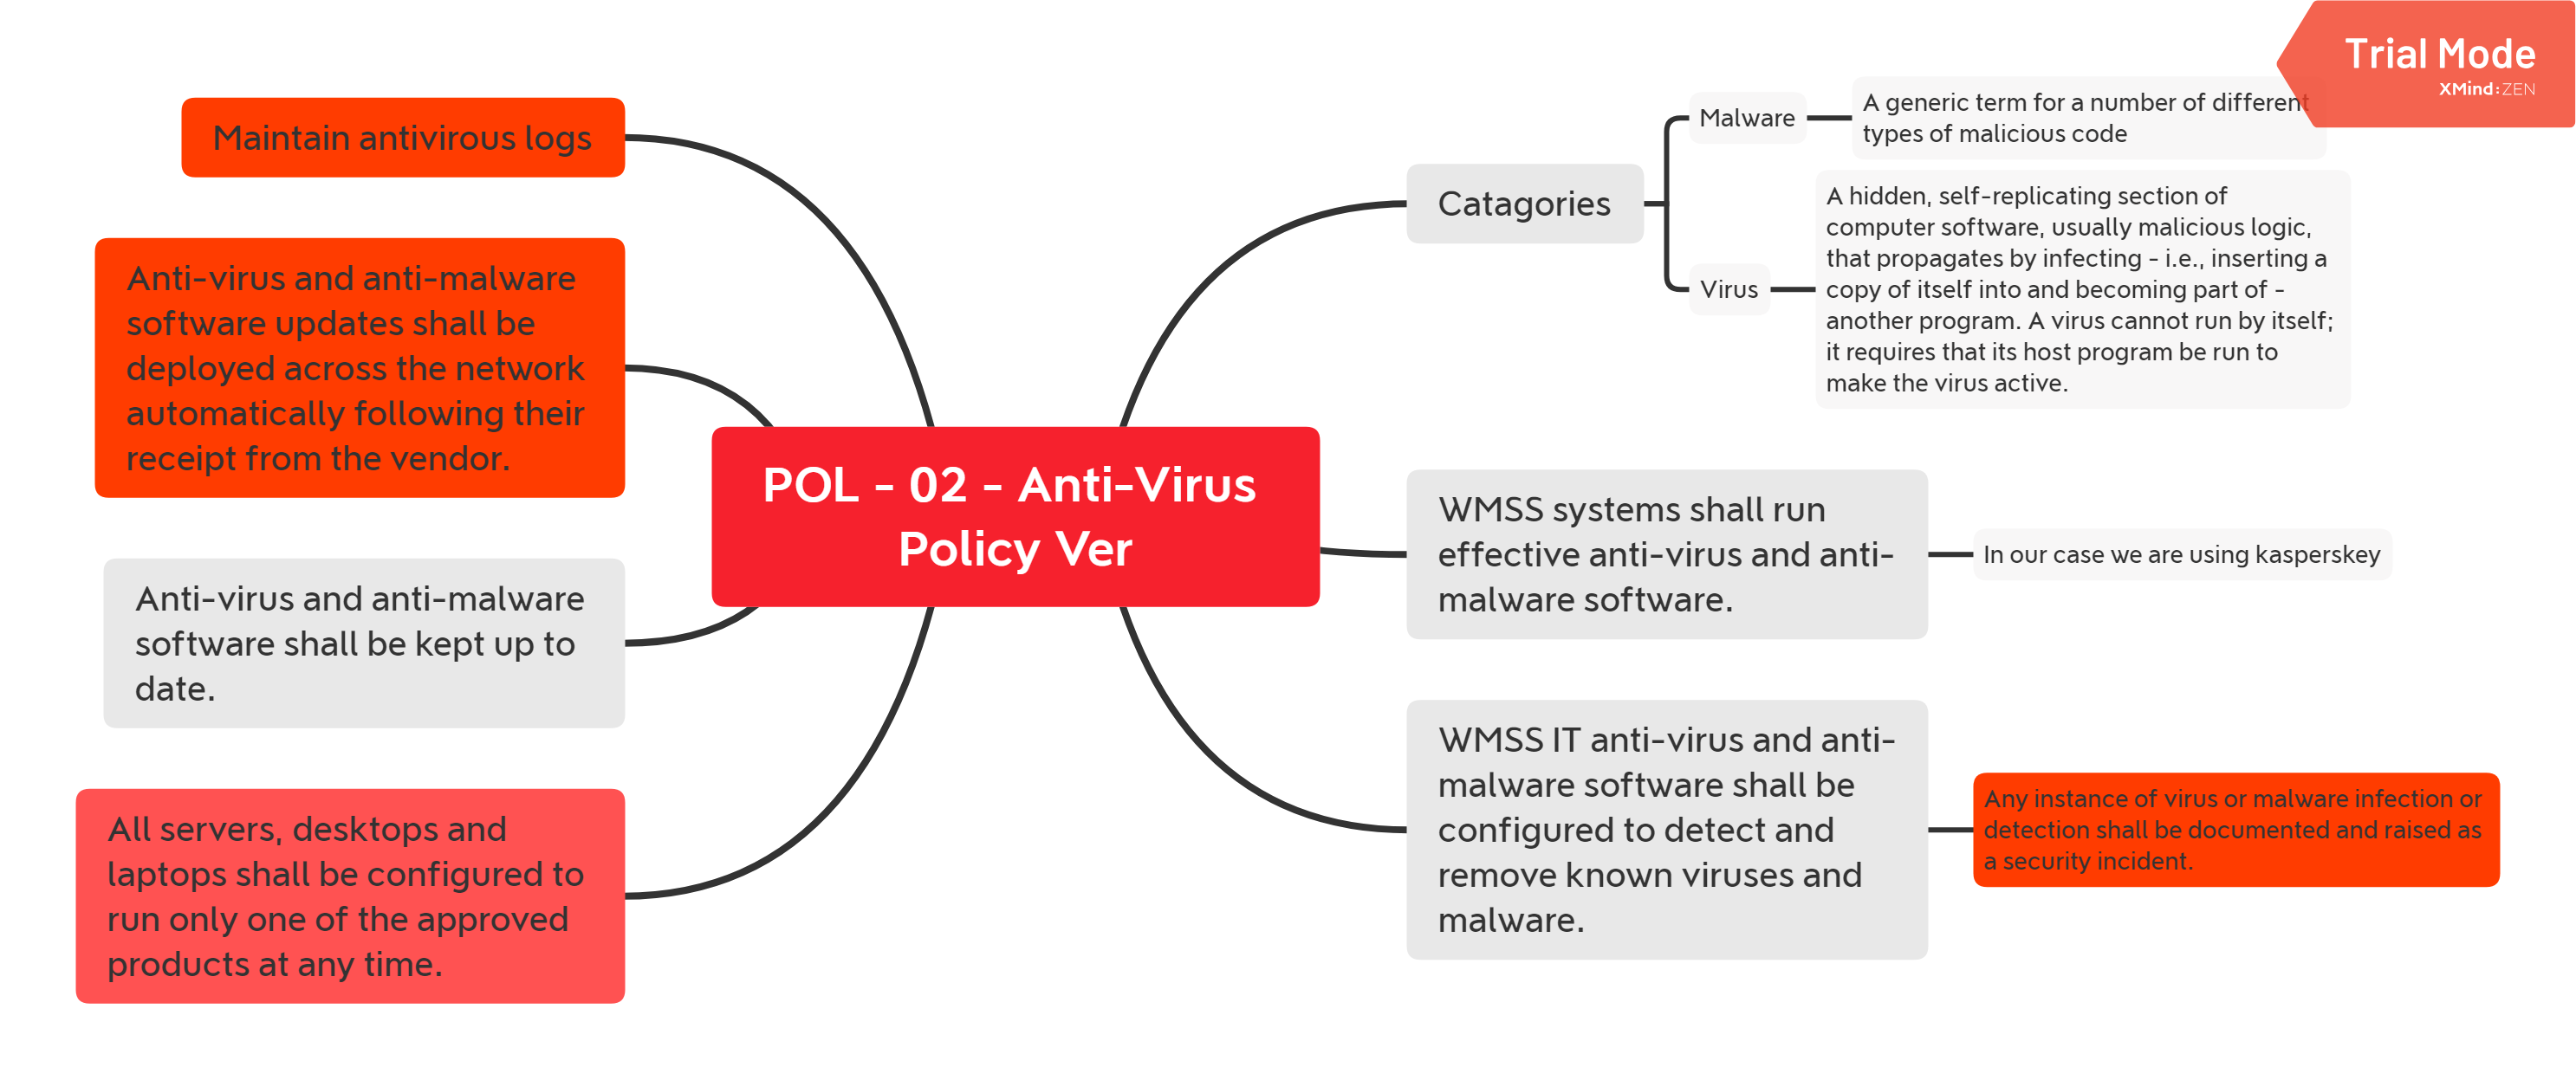 Trial Mode
XMind:ZEN
POL - 02 - Anti-Virus
Policy Ver
Catagories
Malware
A generic term for a number of different
types of malicious code
Virus
A hidden, self-replicating section of
computer software, usually malicious logic,
that propagates by infecting - i.e., inserting a
copy of itself into and becoming part of -
another program. A virus cannot run by itself;
it requires that its host program be run to
make the virus active.
WMSS systems shall run
effective anti-virus and anti-
malware software.
In our case we are using kasperskey
WMSS IT anti-virus and anti-
malware software shall be
configured to detect and
remove known viruses and
malware.
Any instance of virus or malware infection or
detection shall be documented and raised as
a security incident.
Maintain antivirous logs
Anti-virus and anti-malware
software updates shall be
deployed across the network
automatically following their
receipt from the vendor.
Anti-virus and anti-malware
software shall be kept up to
date.
All servers, desktops and
laptops shall be configured to
run only one of the approved
products at any time.